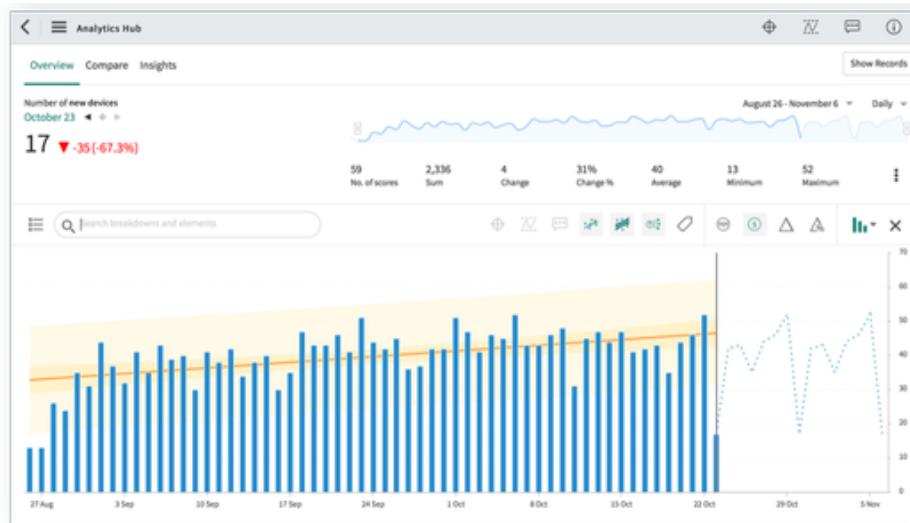 Analytics Hub
Overview Compare Insights
Show Records
Number of new devices
October 23
17 ▼ -35 (-67.3%)
August 26 - November 6 Daily
59 2,336 4 31% 40 13 52
No. of scores Sum Change Change % Average Minimum Maximum
Search breakdowns and elements
70
60
50
40
30
20
10
0
27 Aug 3 Sep 10 Sep 17 Sep 24 Sep 1 Oct 8 Oct 15 Oct 22 Oct 29 Oct 5 Nov